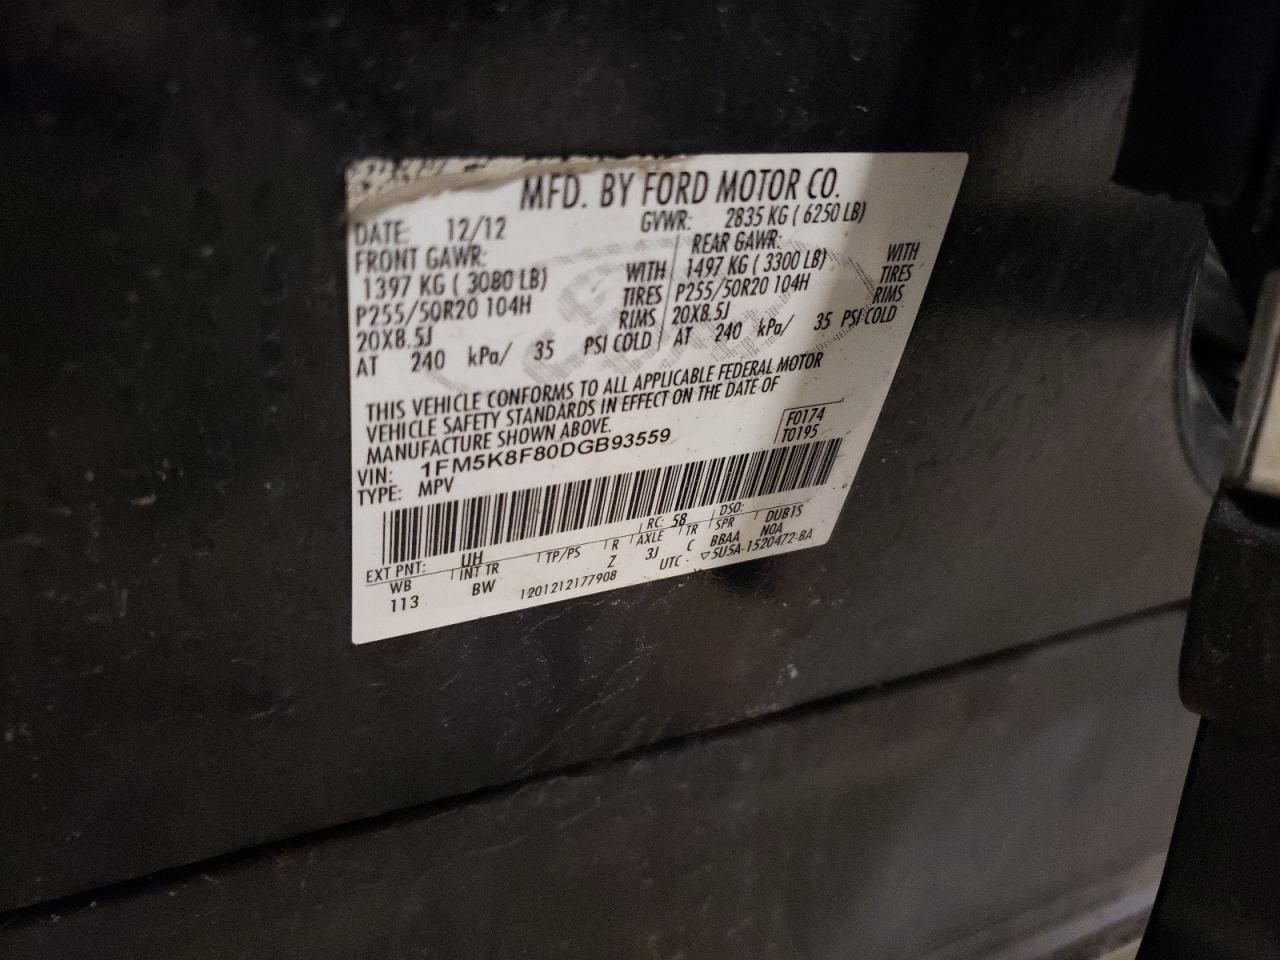 MFD. BY FORD MOTOR CO.
DATE: 12/12 GVWR: 2835 KG ( 6250 LB)
FRONT GAWR: REAR GAWR:
1397 KG ( 3080 LB) WITH 1497 KG ( 3300 LB) WITH
P255/50R20 104H TIRES P255/50R20 104H TIRES
20X8.5J RIMS 20X8.5J RIMS
AT 240 kPa/ 35 PSI COLD AT 240 kPa/ 35 PSI COLD
THIS VEHICLE CONFORMS TO ALL APPLICABLE FEDERAL MOTOR
VEHICLE SAFETY STANDARDS IN EFFECT ON THE DATE OF
MANUFACTURE SHOWN ABOVE.
VIN: 1FM5K8F80DGB93559 F0174
TYPE: MPV T0195
EXT PNT: UH RC: 58 DSO:
WB INT TR TP/PS R AXLE TR SPR DUB1S
113 BW Z 3J C BBAA NOA
1201212177908 UTC - ▽5U5A-1520472-BA